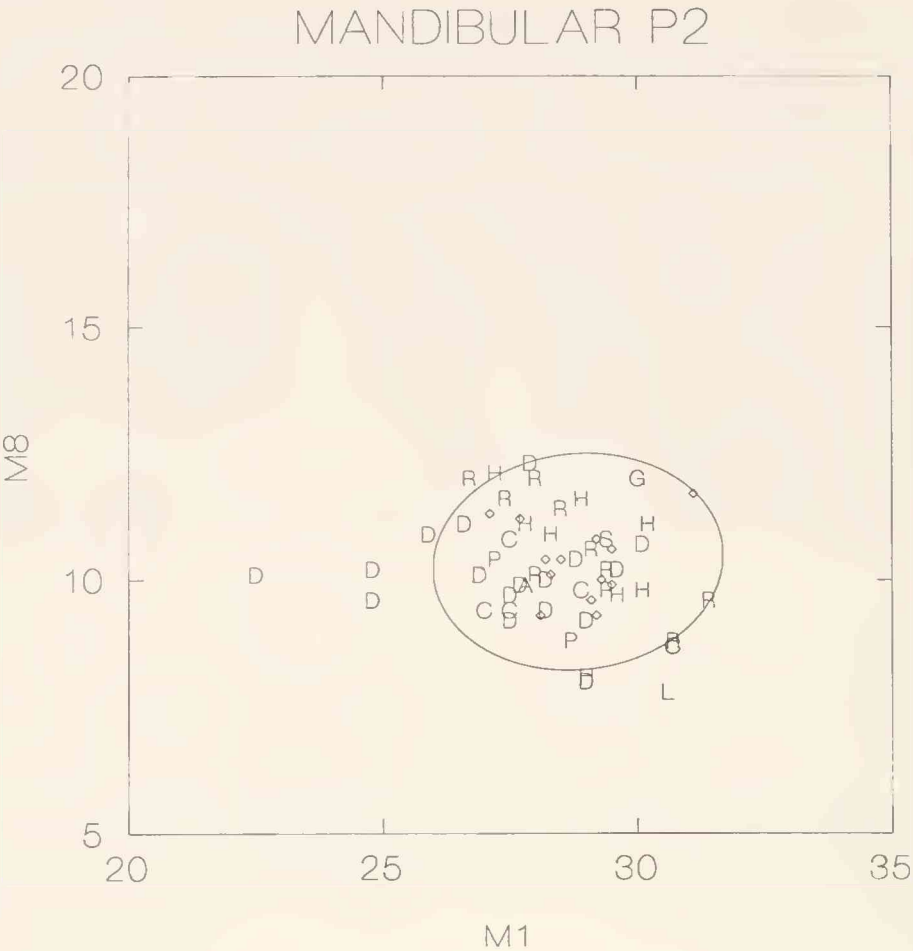 MANDIBULAR P2
20
D
R H R G
R H
R
D D H H
D C S D
R
P D
D D D R D R
D A D H
D C R
C H
D D R
C C D
D D
P
G
D
L
15
10
5
20 25 30 35
M8
M1